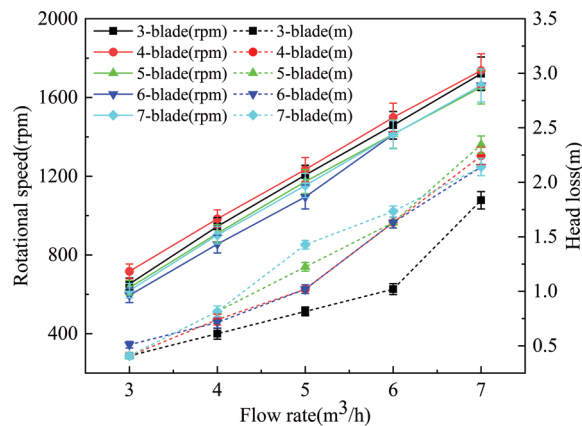 2000
1600
1200
800
400
Rotational speed(rpm)
3-blade(rpm) 3-blade(m)
4-blade(rpm) 4-blade(m)
5-blade(rpm) 5-blade(m)
6-blade(rpm) 6-blade(m)
7-blade(rpm) 7-blade(m)
3.5
3.0
2.5
2.0
1.5
1.0
0.5
Head loss(m)
3 4 5 6 7
Flow rate(m³/h)